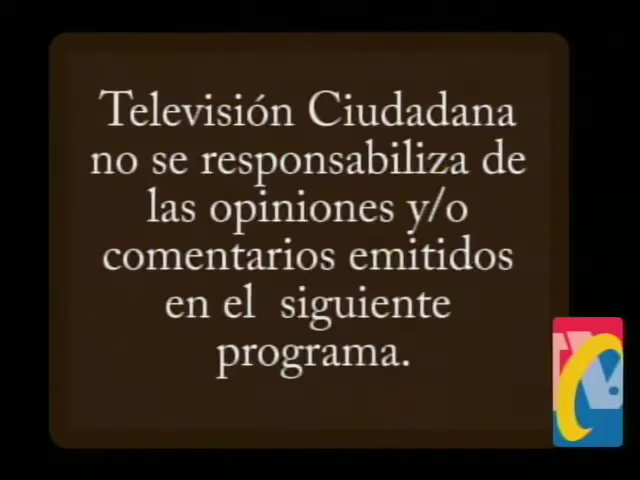 Televisión Ciudadana
no se responsabiliza de
las opiniones y/o
comentarios emitidos
en el siguiente
programa.